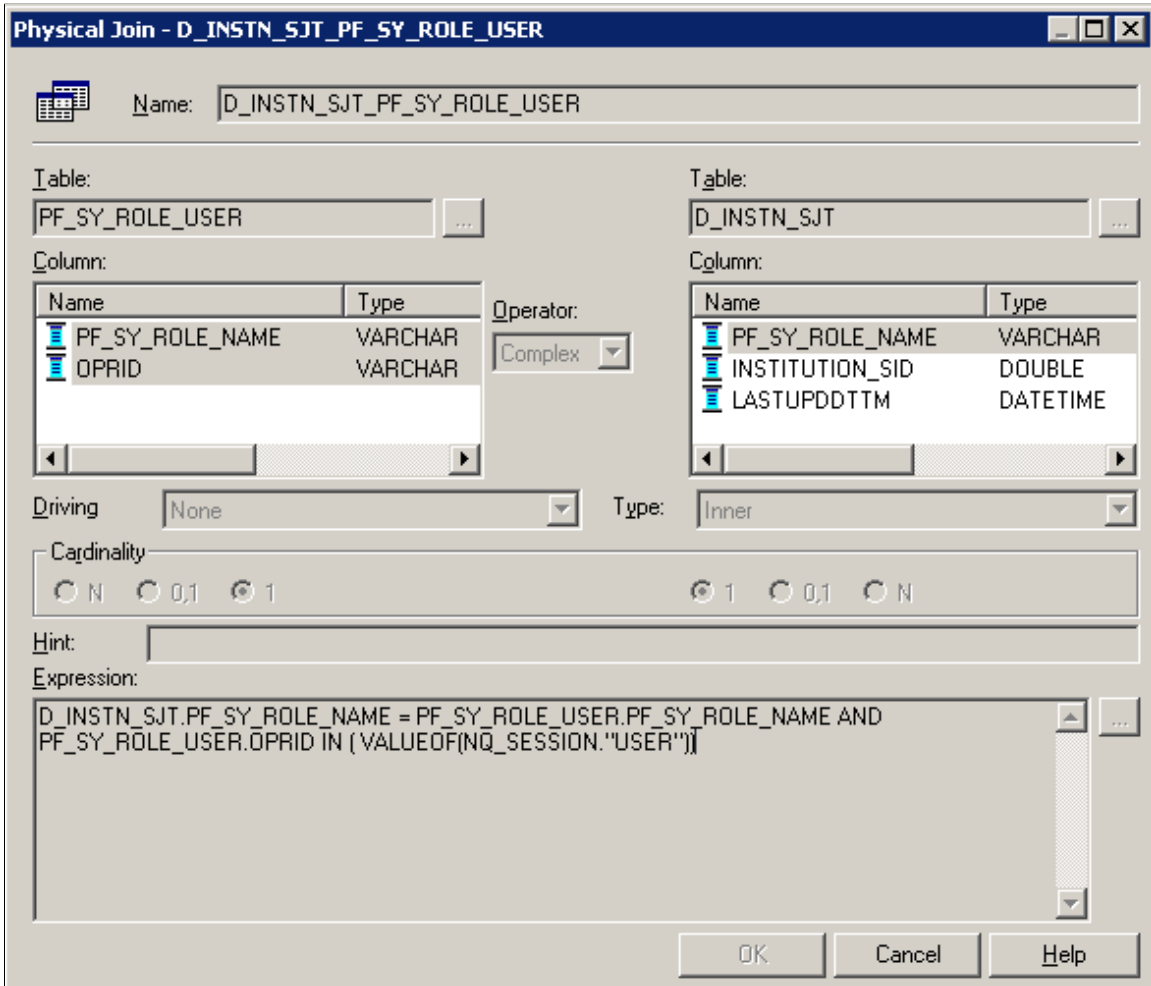 Physical Join - D_INSTN_SJT_PF_SY_ROLE_USER
Name: D_INSTN_SJT_PF_SY_ROLE_USER
Table: Table:
PF_SY_ROLE_USER ... D_INSTN_SJT ...
Column: Column:
Name Type Operator: Name Type
PF_SY_ROLE_NAME VARCHAR Complex PF_SY_ROLE_NAME VARCHAR
OPRID VARCHAR INSTITUTION_SID DOUBLE
LASTUPDDTTM DATETIME
Driving None Type: Inner
Cardinality
N 0,1 1 1 0,1 N
Hint:
Expression:
D_INSTN_SJT.PF_SY_ROLE_NAME = PF_SY_ROLE_USER.PF_SY_ROLE_NAME AND ...
PF_SY_ROLE_USER.OPRID IN ( VALUEOF(NQ_SESSION."USER"))
OK Cancel Help